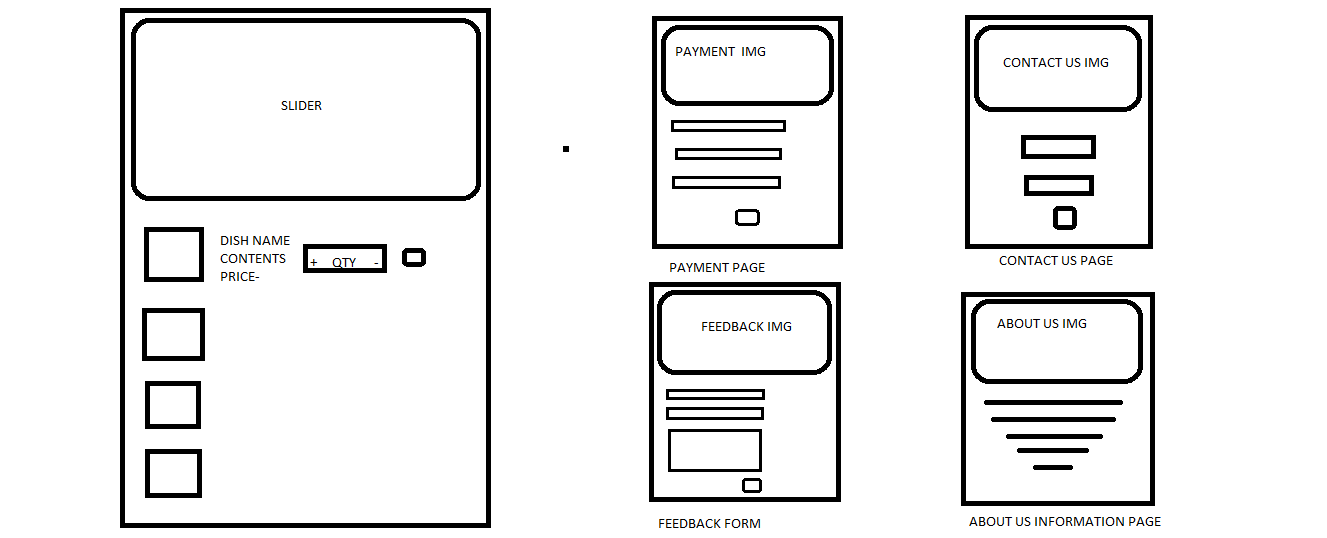 SLIDER
DISH NAME
CONTENTS
PRICE-
+ QTY -
PAYMENT IMG
PAYMENT PAGE
CONTACT US IMG
CONTACT US PAGE
FEEDBACK IMG
FEEDBACK FORM
ABOUT US IMG
ABOUT US INFORMATION PAGE